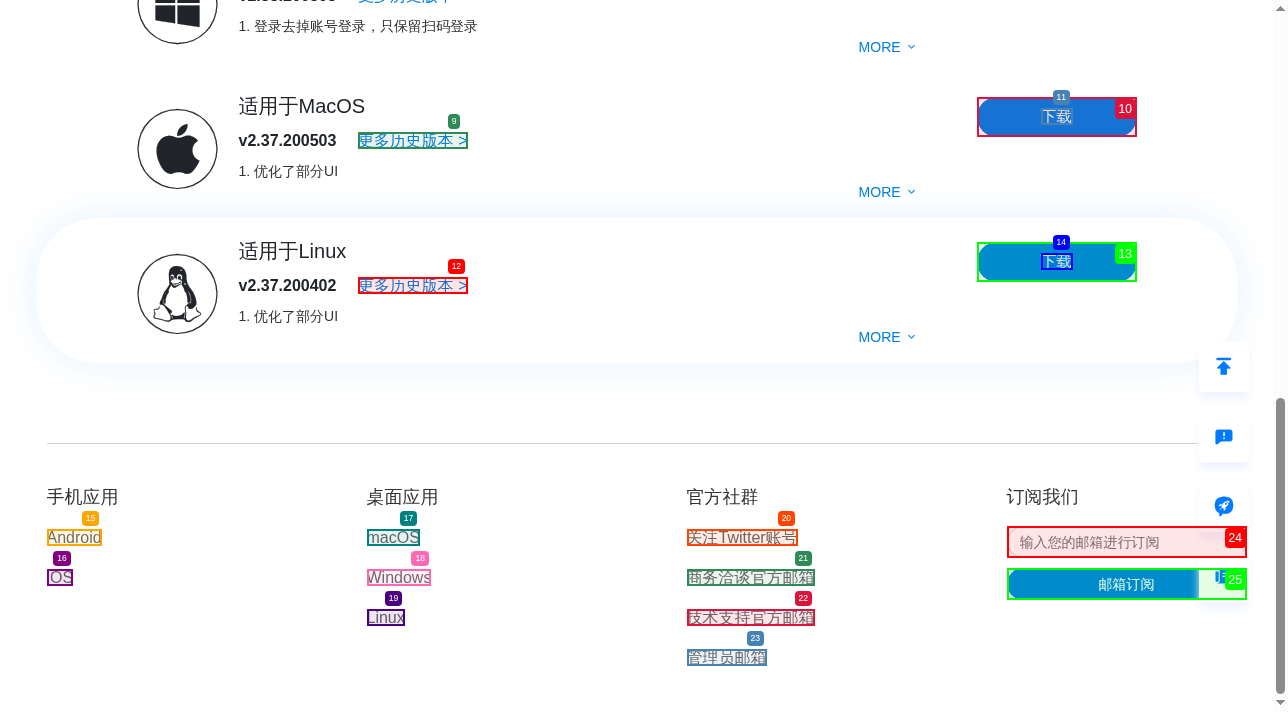 1. 登录去掉账号登录，只保留扫码登录
MORE
适用于MacOS
11
下载
10
9
v2.37.200503 更多历史版本 >
1. 优化了部分UI
MORE
适用于Linux
14
下载
13
12
v2.37.200402 更多历史版本 >
1. 优化了部分UI
MORE
手机应用
15
Android
16
iOS
桌面应用
17
macOS
18
Windows
19
Linux
官方社群
20
关注Twitter账号
21
商务洽谈官方邮箱
22
技术支持官方邮箱
23
管理员邮箱
订阅我们
输入您的邮箱进行订阅
24
邮箱订阅
25